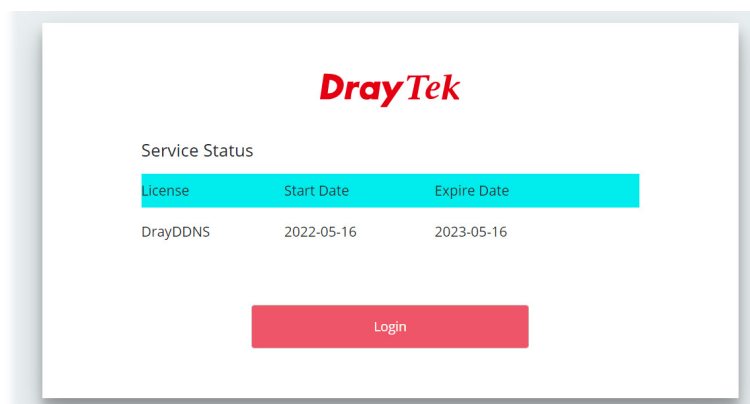 DrayTek
Service Status
License Start Date Expire Date
DrayDDNS 2022-05-16 2023-05-16
Login